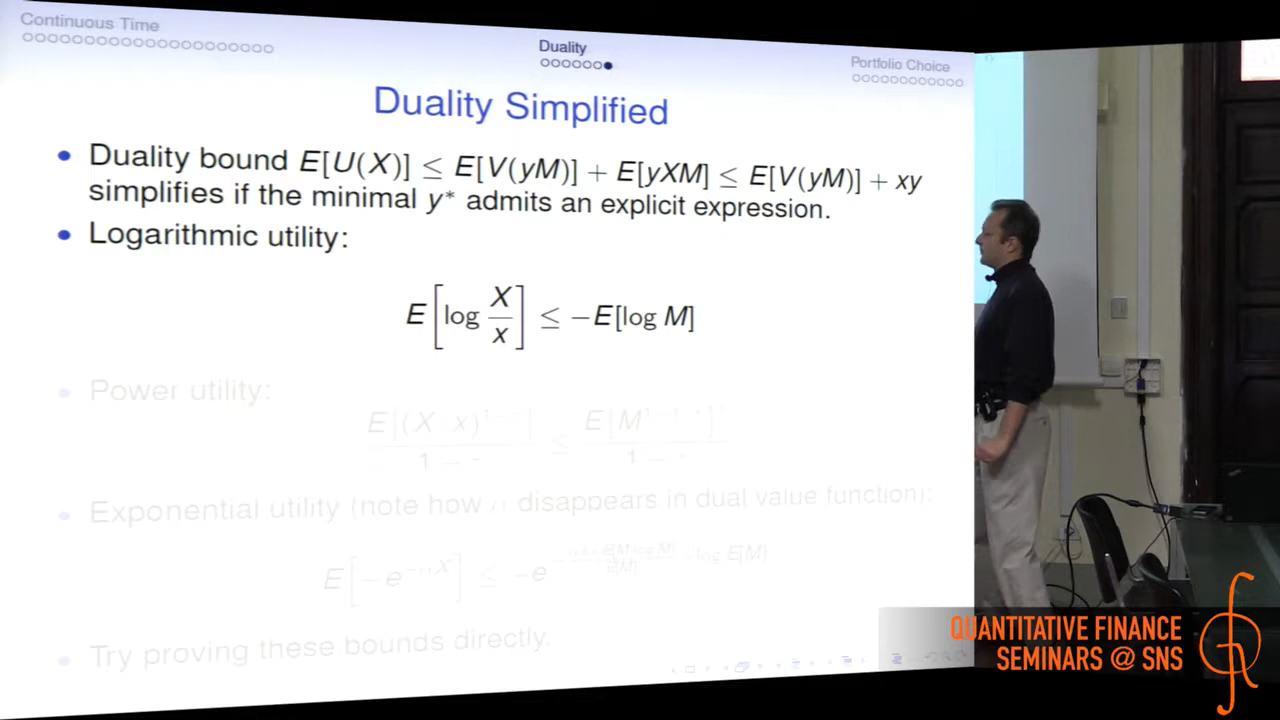 Continuous Time
Duality
Portfolio Choice
Duality Simplified
• Duality bound E[U(X)] ≤ E[V(yM)] + E[yXM] ≤ E[V(yM)] + xy
simplifies if the minimal y* admits an explicit expression.
• Logarithmic utility:
E[log X/x] ≤ −E[log M]
• Power utility:
• Exponential utility (note how disappears in dual value function):
• Try proving these bounds directly.
QUANTITATIVE FINANCE
SEMINARS @ SNS